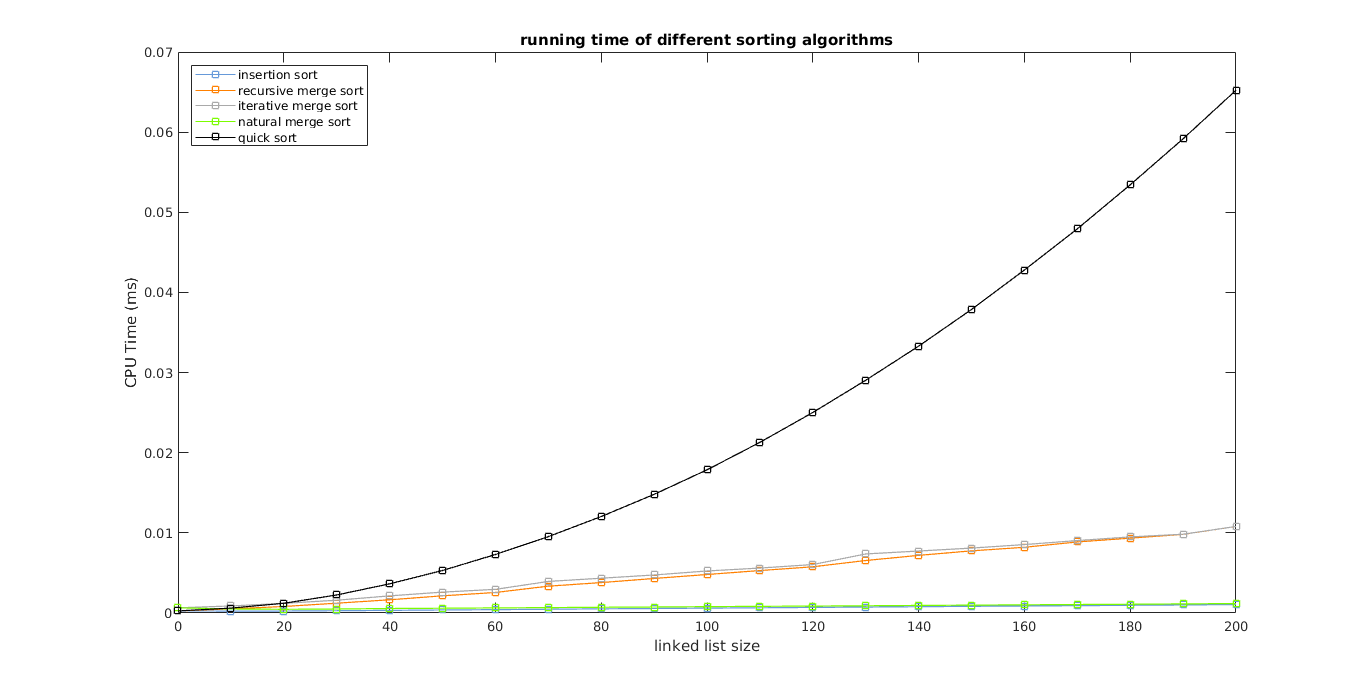 running time of different sorting algorithms
0.07
insertion sort
recursive merge sort
iterative merge sort
natural merge sort
quick sort
0.06
0.05
0.04
CPU Time (ms)
0.03
0.02
0.01
0
0 20 40 60 80 100 120 140 160 180 200
linked list size